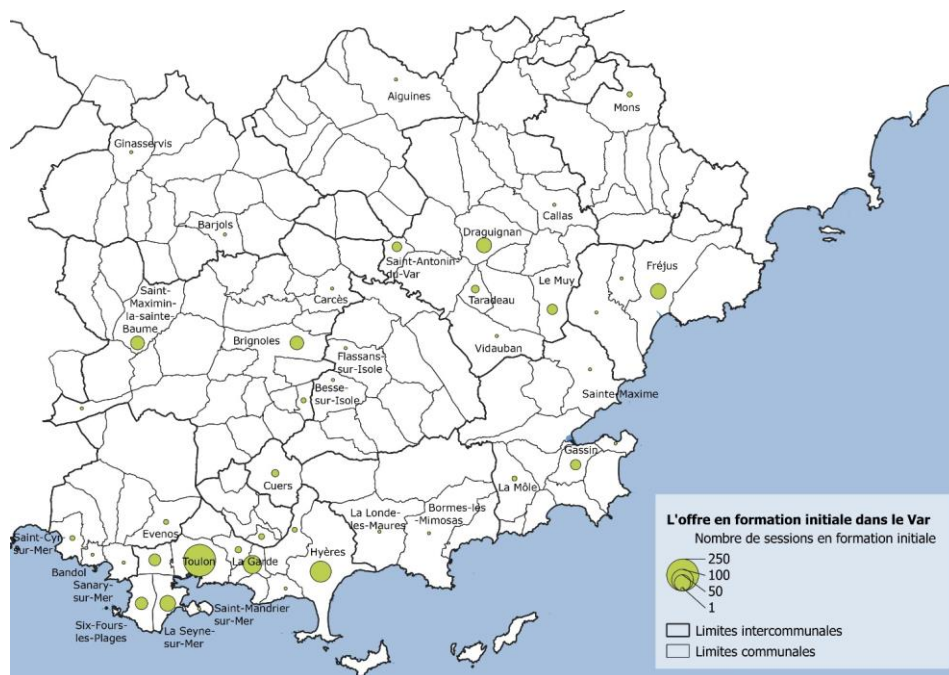 Aiguines
Mons
Ginasservis
Callas
Barjols
Draguignan
Saint-Antonin-
du-Var
Fréjus
Le Muy
Taradeau
Saint-
Maximin-
la-sainte-
Baume
Carcès
Brignoles
Vidauban
Flassans-
sur-Isole
Besse-
sur-Isole
Sainte-Maxime
Gassin
Cuers
La Môle
La Londe-
les-Maures
Bormes-les
-Mimosas
Evenos
Saint-Cyr
-sur-Mer
Toulon
La Garde
Hyères
Bandol
Sanary-
sur-Mer
Saint-Mandrier
-sur-Mer
Six-Fours-
les-Plages
La Seyne-
sur-Mer
L'offre en formation initiale dans le Var
Nombre de sessions en formation initiale
250
100
50
1
Limites intercommunales
Limites communales